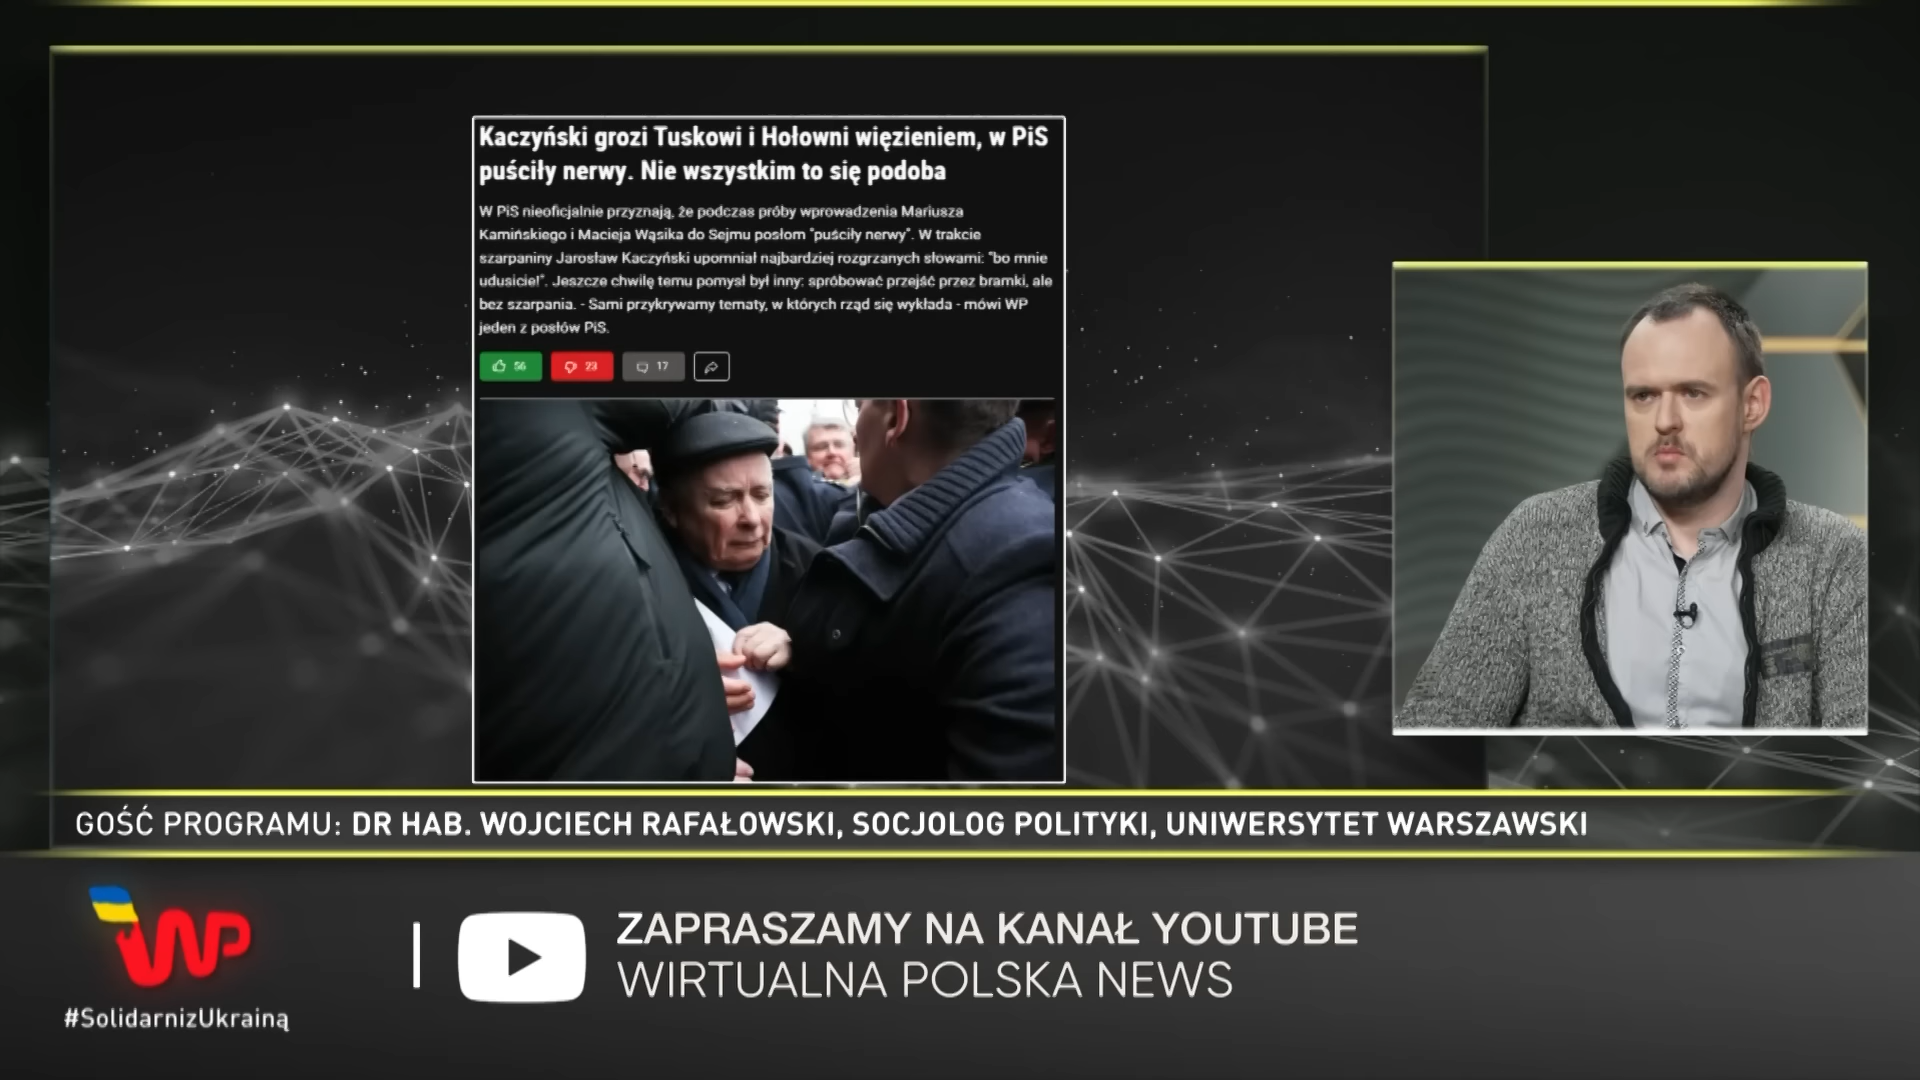 Kaczyński grozi Tuskowi i Hołowni więzieniem, w PiS
puściły nerwy. Nie wszystkim to się podoba
W PiS nieoficjalnie przyznają, że podczas próby wprowadzenia Mariusza
Kamińskiego i Macieja Wąsika do Sejmu posłom "puściły nerwy". W trakcie
szarpaniny Jarosław Kaczyński upomniał najbardziej rozgrzanych słowami: "bo mnie
udusicie!". Jeszcze chwilę temu pomysł był inny: spróbować przejść przez bramki, ale
bez szarpania. - Sami przykrywamy tematy, w których rząd się wykłada - mówi WP
jeden z posłów PiS.
56 23 17
GOŚĆ PROGRAMU: DR HAB. WOJCIECH RAFAŁOWSKI, SOCJOLOG POLITYKI, UNIWERSYTET WARSZAWSKI
WP
#SolidarnizUkrainą
ZAPRASZAMY NA KANAŁ YOUTUBE
WIRTUALNA POLSKA NEWS